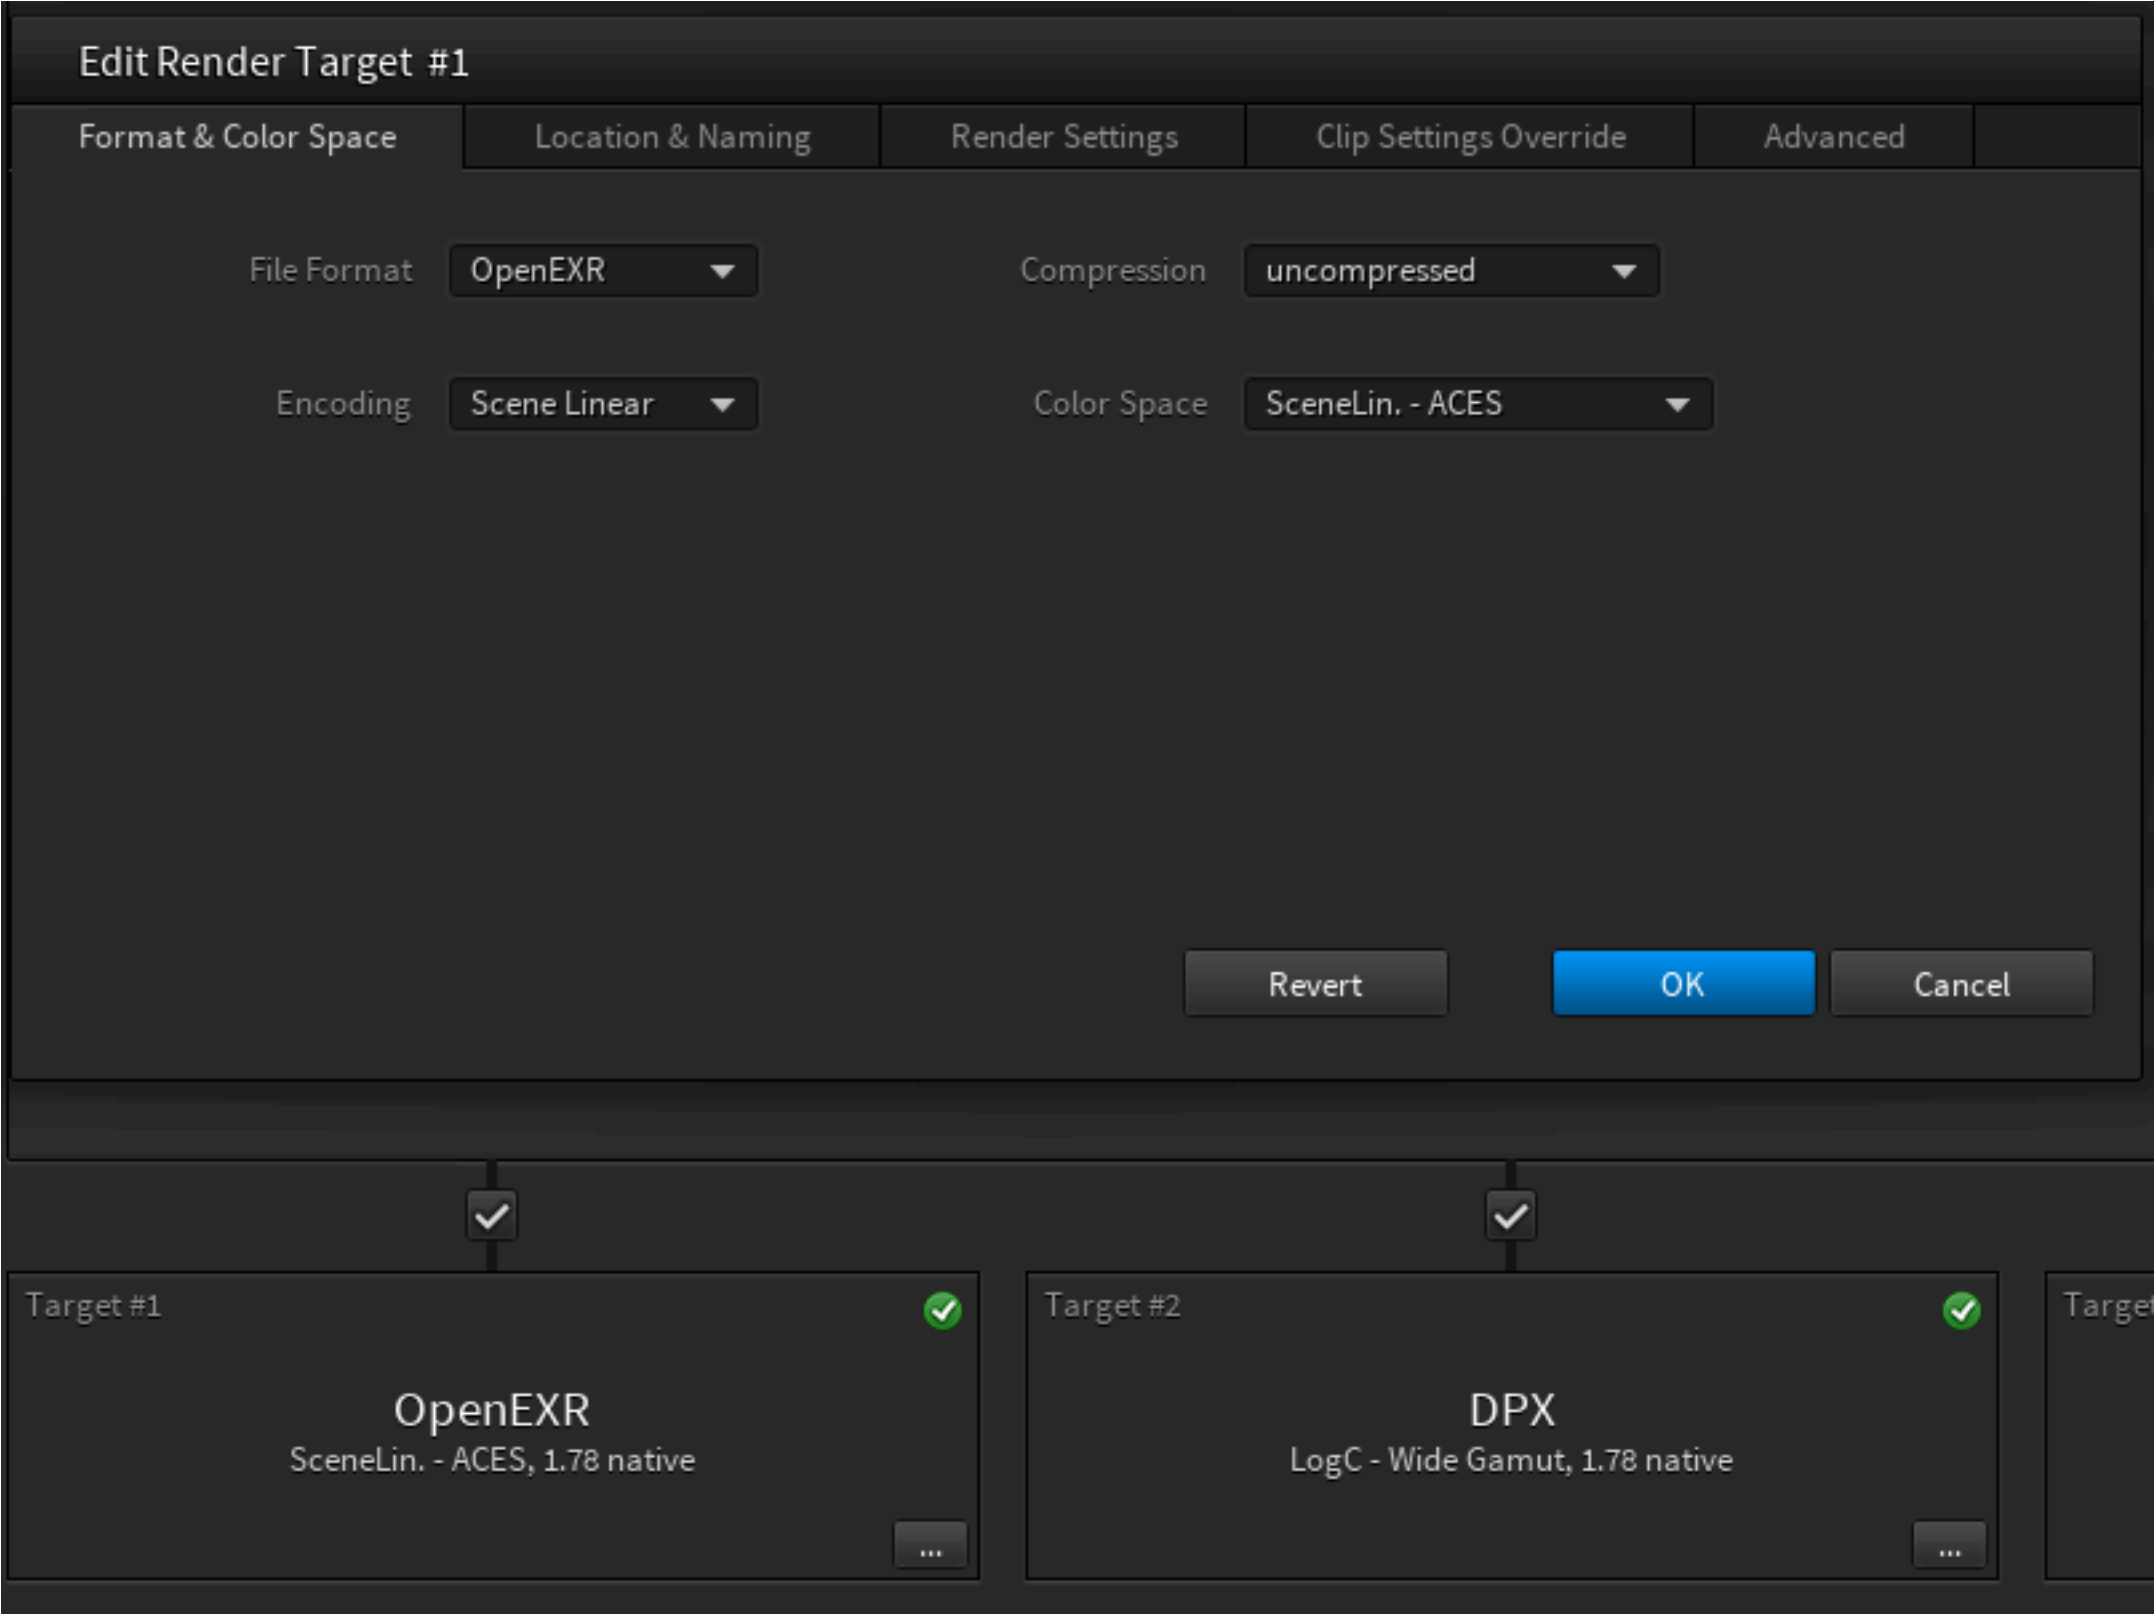 Edit Render Target #1
Format & Color Space Location & Naming Render Settings Clip Settings Override Advanced
File Format OpenEXR Compression uncompressed
Encoding Scene Linear Color Space SceneLin. - ACES
Revert OK Cancel
Target #1 Target #2 Target
OpenEXR DPX
SceneLin. - ACES, 1.78 native LogC - Wide Gamut, 1.78 native
... ...